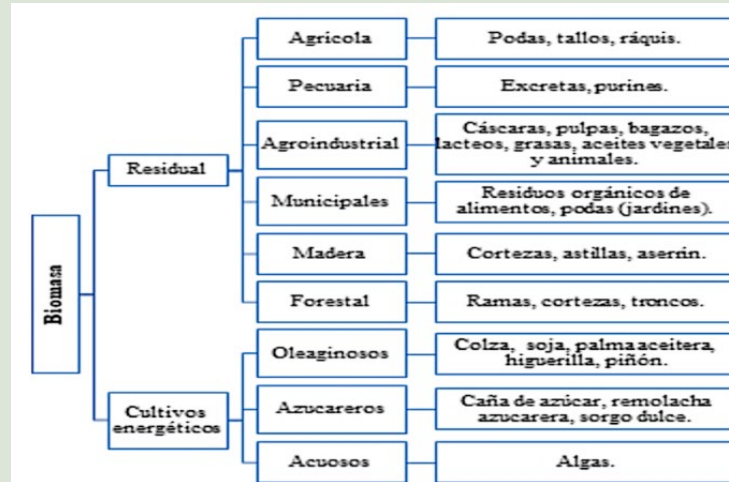 Biomasa
Residual
Agricola
Podas, tallos, ráquis.
Pecuaria
Excretas, purines.
Agroindustrial
Cáscaras, pulpas, bagazos,
lacteos, grasas, aceites vegetales
y animales.
Municipales
Residuos orgánicos de
alimentos, podas (jardines).
Madera
Cortezas, astillas, aserrin.
Forestal
Ramas, cortezas, troncos.
Cultivos
energéticos
Oleaginosos
Colza, soja, palma aceitera,
higuerilla, piñón.
Azucareros
Caña de azúcar, remolacha
azucarera, sorgo dulce.
Acuosos
Algas.